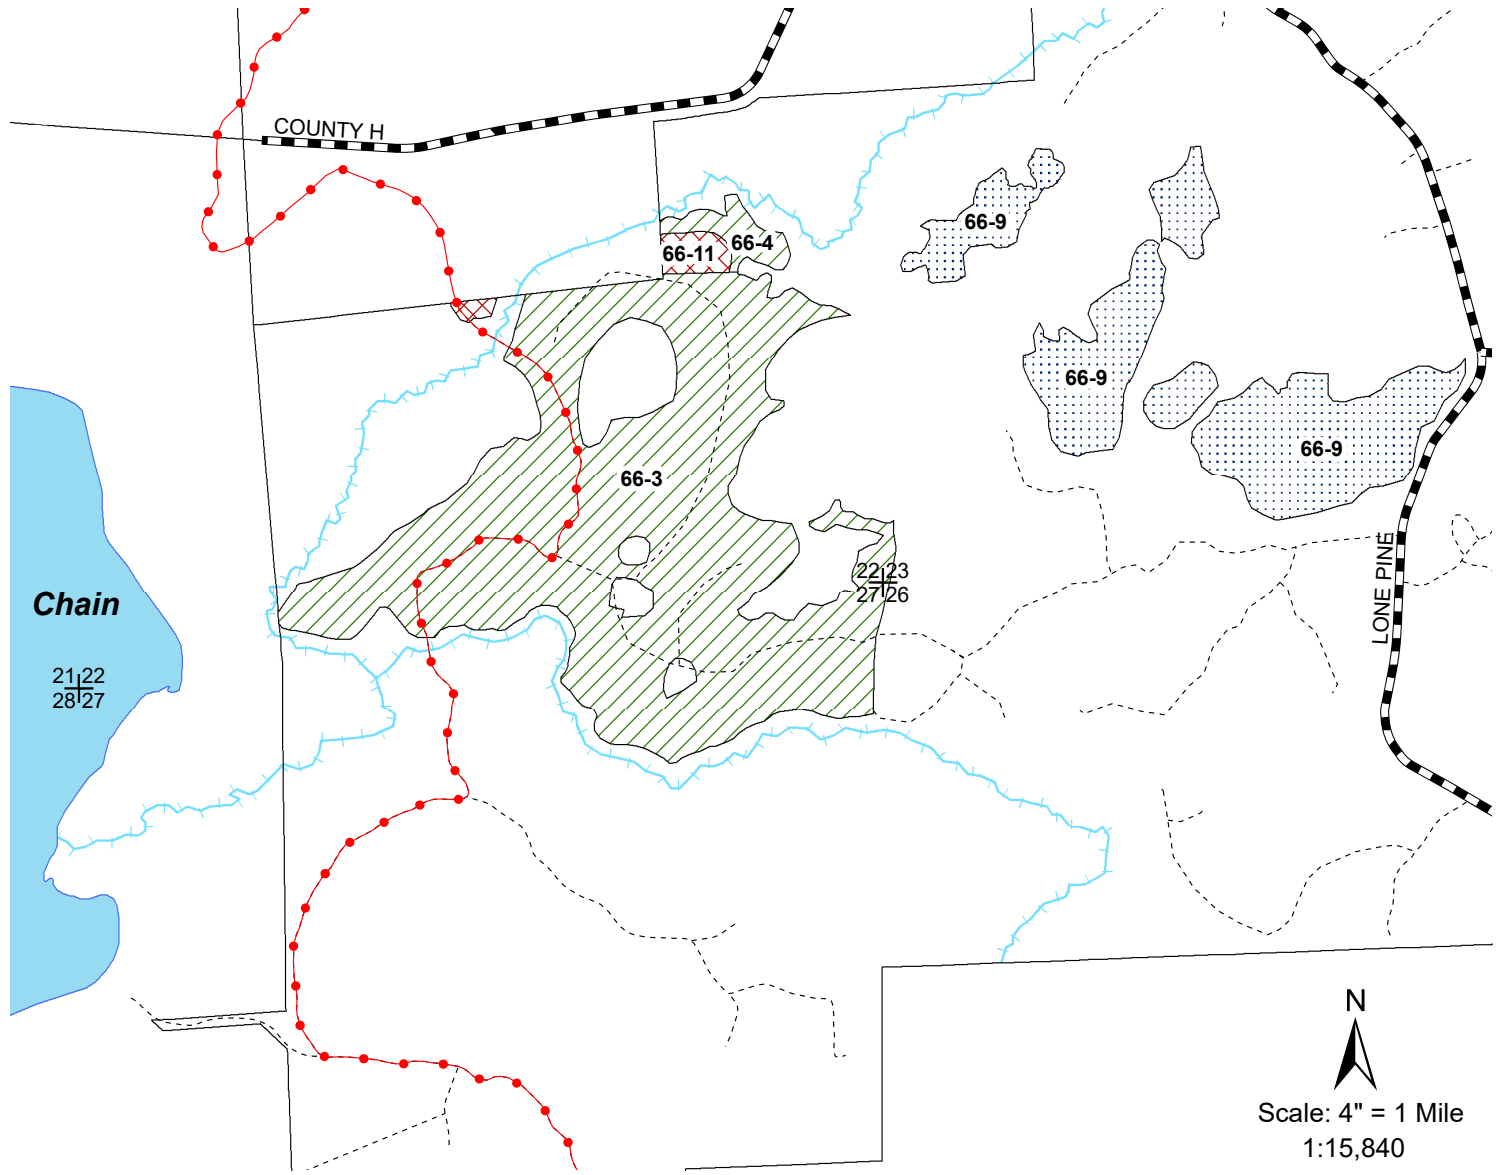 COUNTY H
66-9
66-4
66-11
66-9
66-9
66-3
LONE PINE
22 23
27 26
Chain
21 22
28 27
N
Scale: 4" = 1 Mile
1:15,840